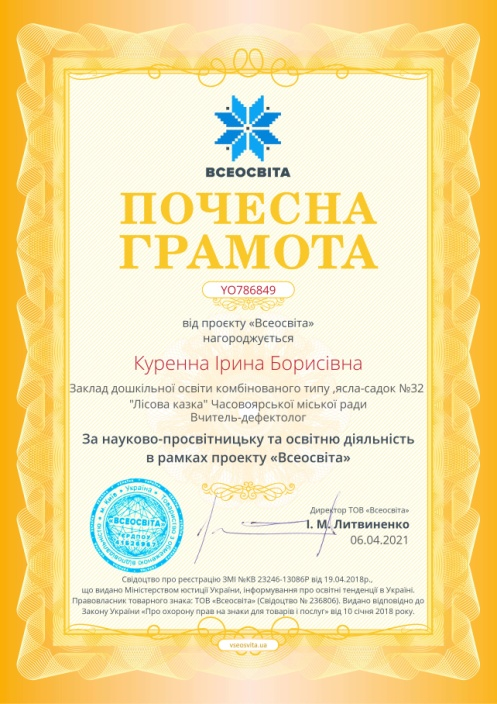 ВСЕОСВІТА
ПОЧЕСНА
ГРАМОТА
YO786849
від проєкту «Всеосвіта»
нагороджується
Куренна Ірина Борисівна
Заклад дошкільної освіти комбінованого типу ,ясла-садок №32
"Лісова казка" Часовоярської міської ради
Вчитель-дефектолог
За науково-просвітницьку та освітню діяльність
в рамках проекту «Всеосвіта»
Директор ТОВ «Всеосвіта»
І. М. Литвиненко
06.04.2021
ВСЕОСВІТА
Свідоцтво про реєстрацію ЗМІ №КВ 23246-13086Р від 19.04.2018р.,
що видано Міністерством юстиції України, інформування про освітні тенденції в Україні.
Правовласник товарного знака: ТОВ «Всеосвіта» (Свідоцтво № 236806). Видано відповідно до
Закону України «Про охорону прав на знаки для товарів і послуг» від 10 січня 2018 року.
vseosvita.ua